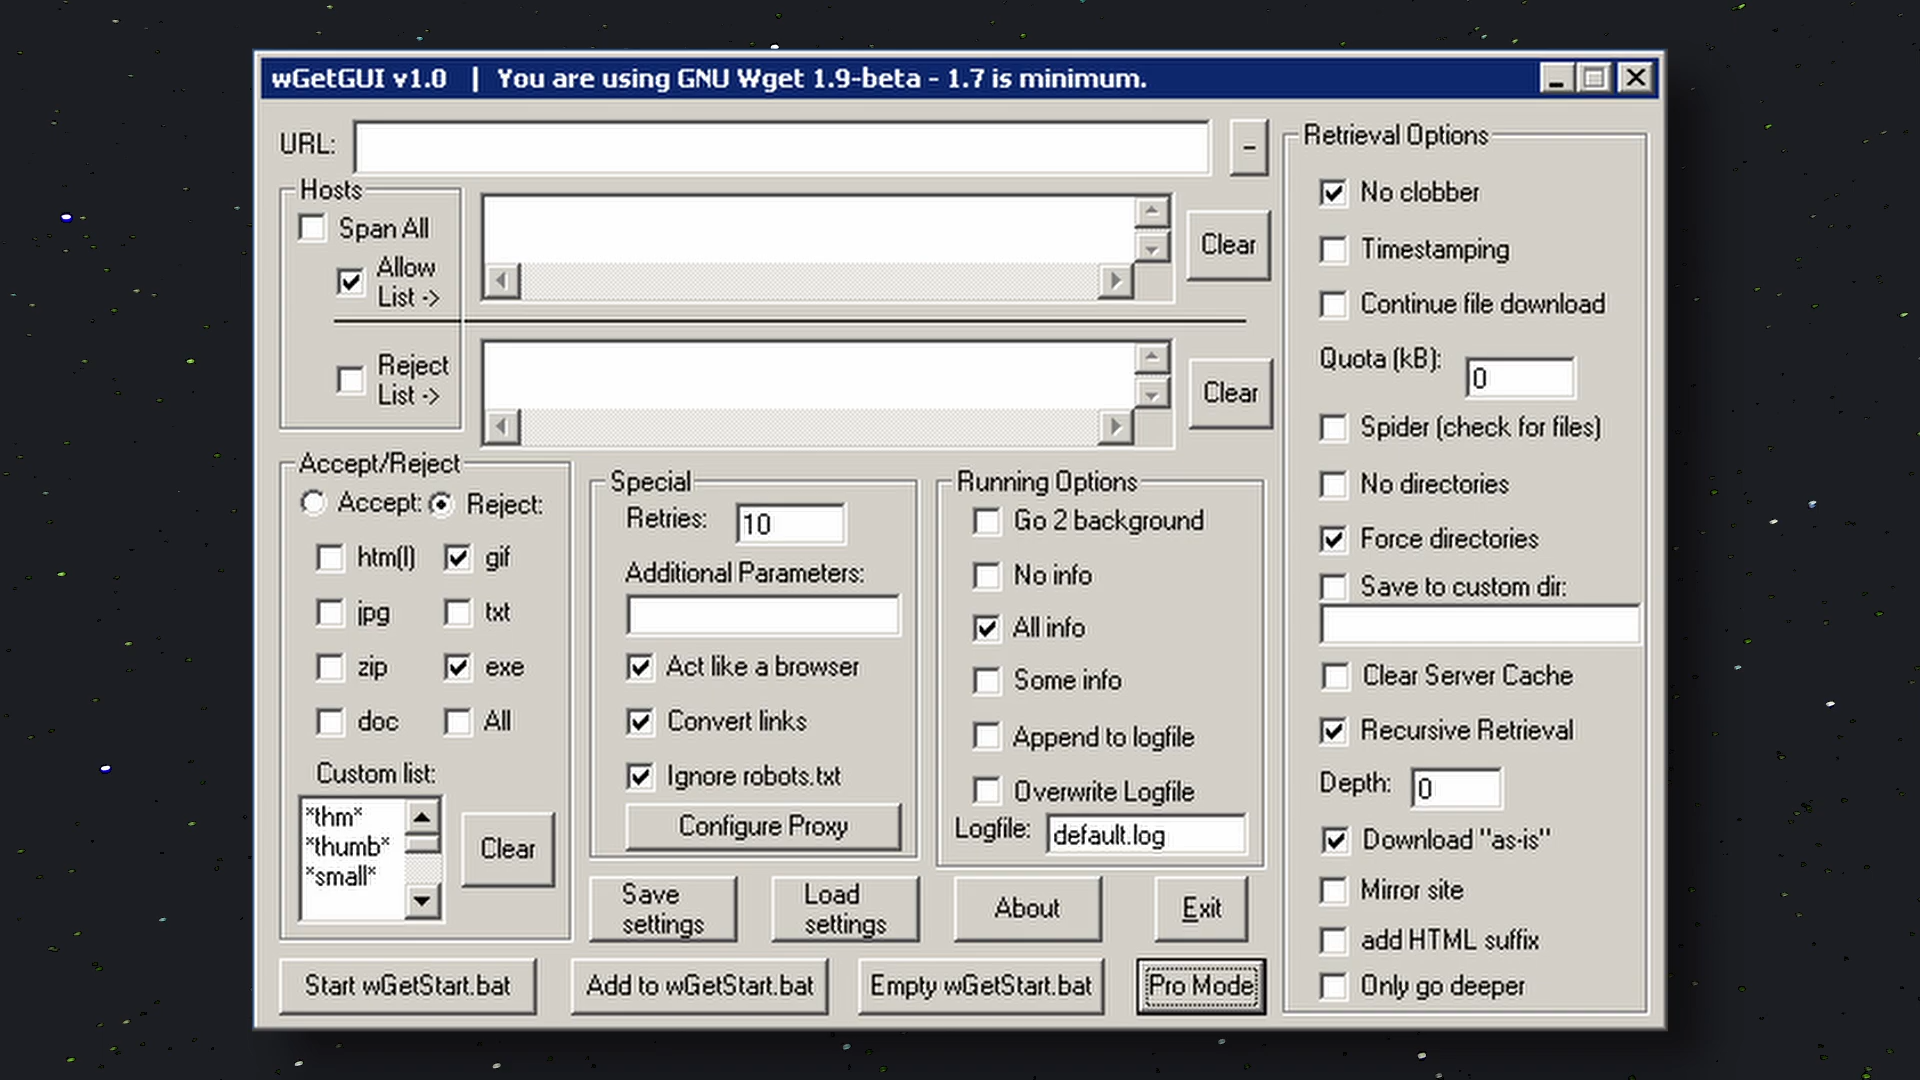 wGetGUI v1.0 | You are using GNU Wget 1.9-beta - 1.7 is minimum.
URL:
-
Hosts
Span All
Allow
List ->
Clear
Reject
List ->
Clear
Accept/Reject
Accept: Reject:
htm(l) gif
jpg txt
zip exe
doc All
Custom list:
*thm*
*thumb*
*small*
Clear
Special
Retries: 10
Additional Parameters:
Act like a browser
Convert links
Ignore robots.txt
Configure Proxy
Running Options
Go 2 background
No info
All info
Some info
Append to logfile
Overwrite Logfile
Logfile: default.log
Save
settings
Load
settings
About
Exit
Start wGetStart.bat
Add to wGetStart.bat
Empty wGetStart.bat
Pro Mode
Retrieval Options
No clobber
Timestamping
Continue file download
Quota (kB): 0
Spider (check for files)
No directories
Force directories
Save to custom dir:
Clear Server Cache
Recursive Retrieval
Depth: 0
Download "as-is"
Mirror site
add HTML suffix
Only go deeper